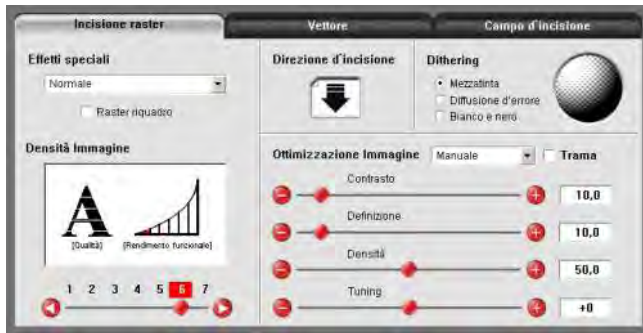 Incisione raster
Vettore
Campo d'incisione
Effetti speciali
Normale
Raster riquadro
Direzione d'incisione
Dithering
Mezzatinta
Diffusione d'errore
Bianco e nero
Densità Immagine
A
[Qualità]
[Rendimento funzionale]
1 2 3 4 5 6 7
Ottimizzazione Immagine
Manuale
Trama
Contrasto
10,0
Definizione
10,0
Densità
50,0
Tuning
+0